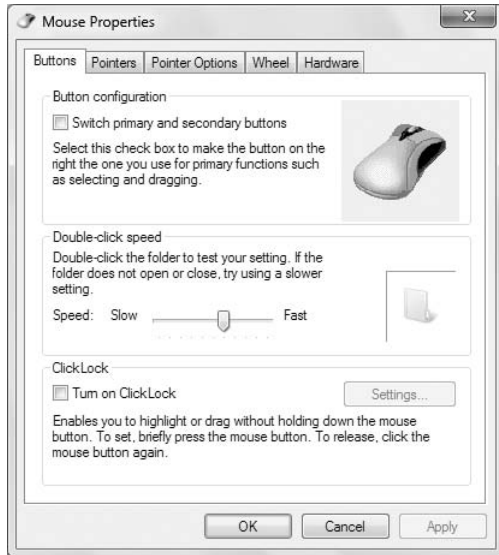 Mouse Properties
Buttons Pointers Pointer Options Wheel Hardware
Button configuration
Switch primary and secondary buttons
Select this check box to make the button on the
right the one you use for primary functions such
as selecting and dragging.
Double-click speed
Double-click the folder to test your setting. If the
folder does not open or close, try using a slower
setting.
Speed: Slow Fast
ClickLock
Turn on ClickLock
Settings...
Enables you to highlight or drag without holding down the mouse
button. To set, briefly press the mouse button. To release, click the
mouse button again.
OK Cancel Apply